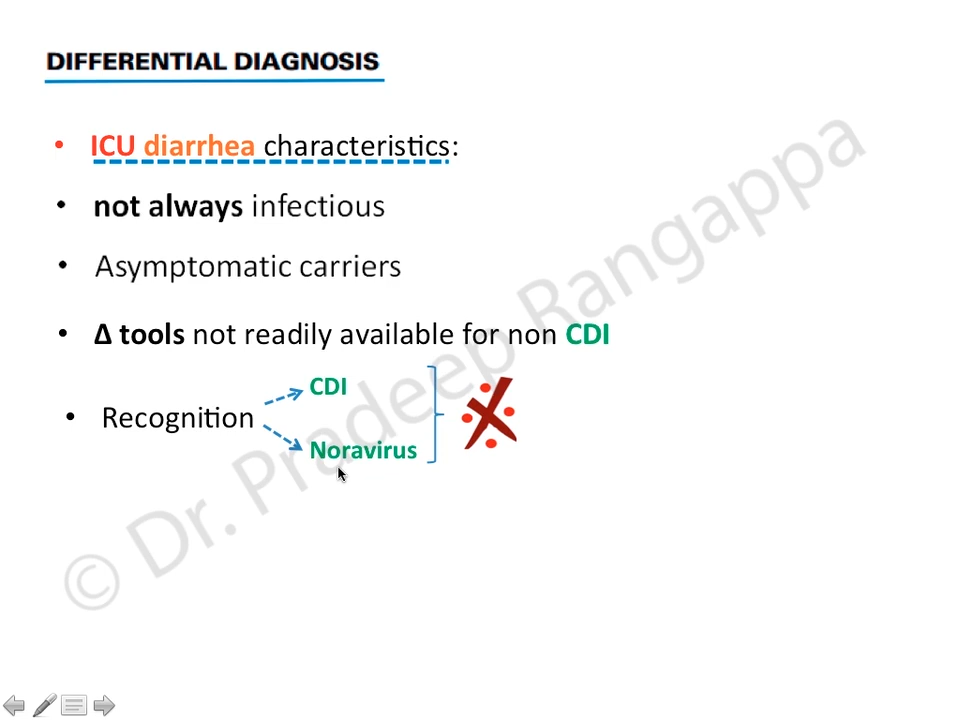 DIFFERENTIAL DIAGNOSIS
• ICU diarrhea characteristics:
• not always infectious
• Asymptomatic carriers
• Δ tools not readily available for non CDI
CDI
• Recognition
Noravirus
© Dr. Pradeep Rangappa